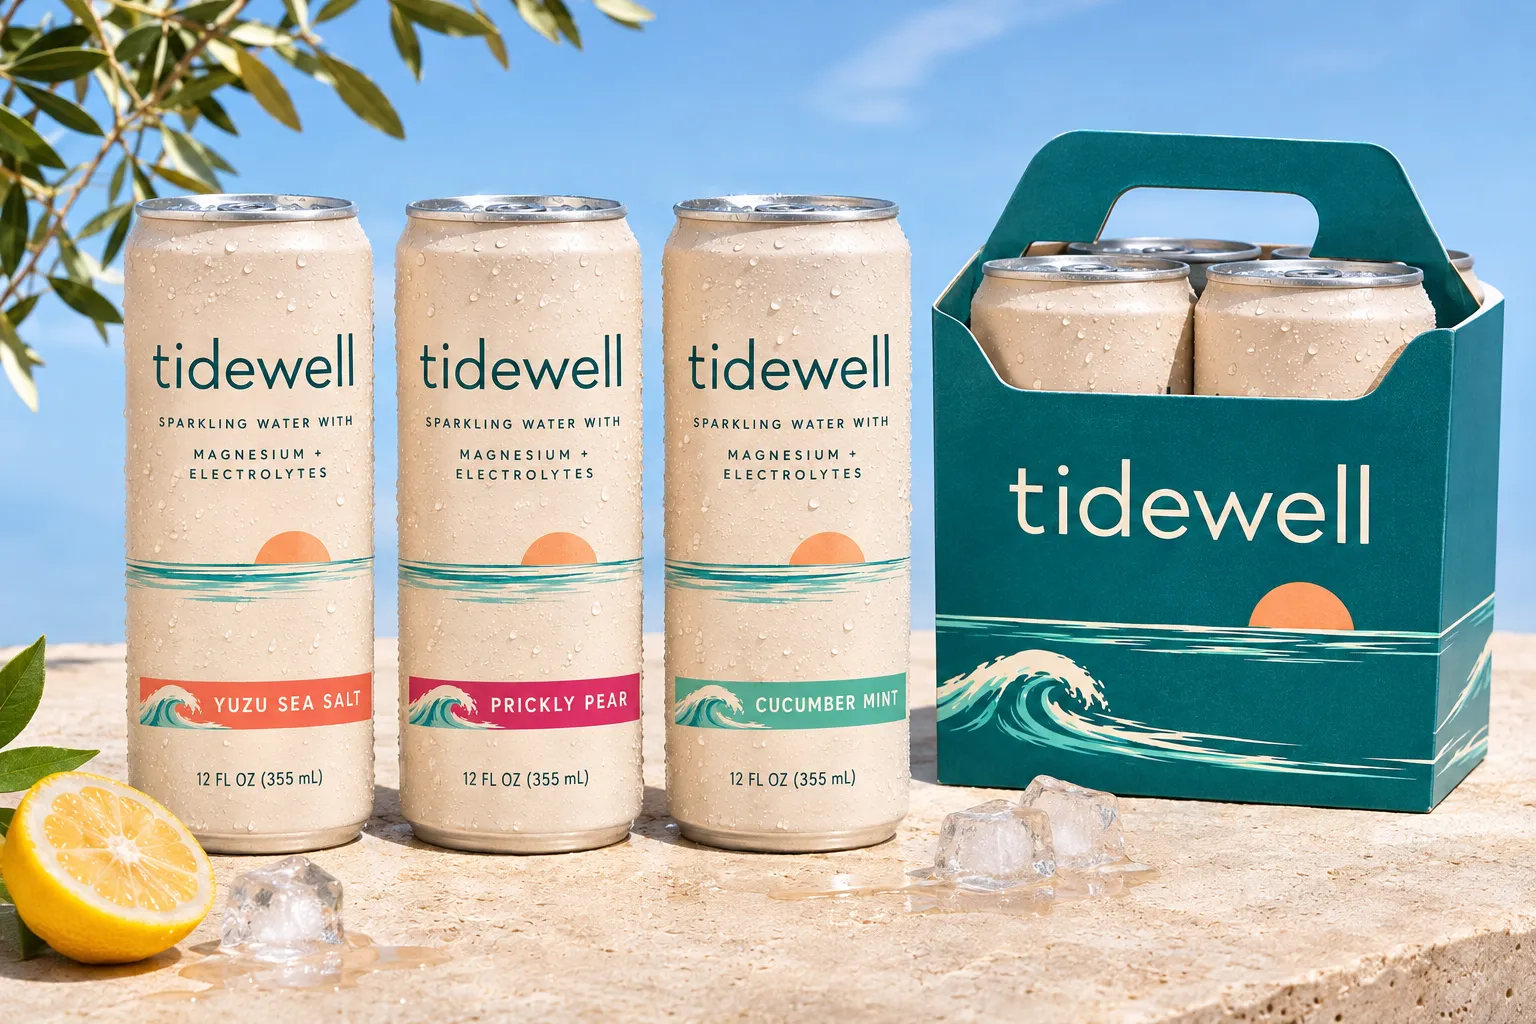 tidewell
SPARKLING WATER WITH
MAGNESIUM +
ELECTROLYTES
YUZU SEA SALT
12 FL OZ (355 mL)
tidewell
SPARKLING WATER WITH
MAGNESIUM +
ELECTROLYTES
PRICKLY PEAR
12 FL OZ (355 mL)
tidewell
SPARKLING WATER WITH
MAGNESIUM +
ELECTROLYTES
CUCUMBER MINT
12 FL OZ (355 mL)
tidewell